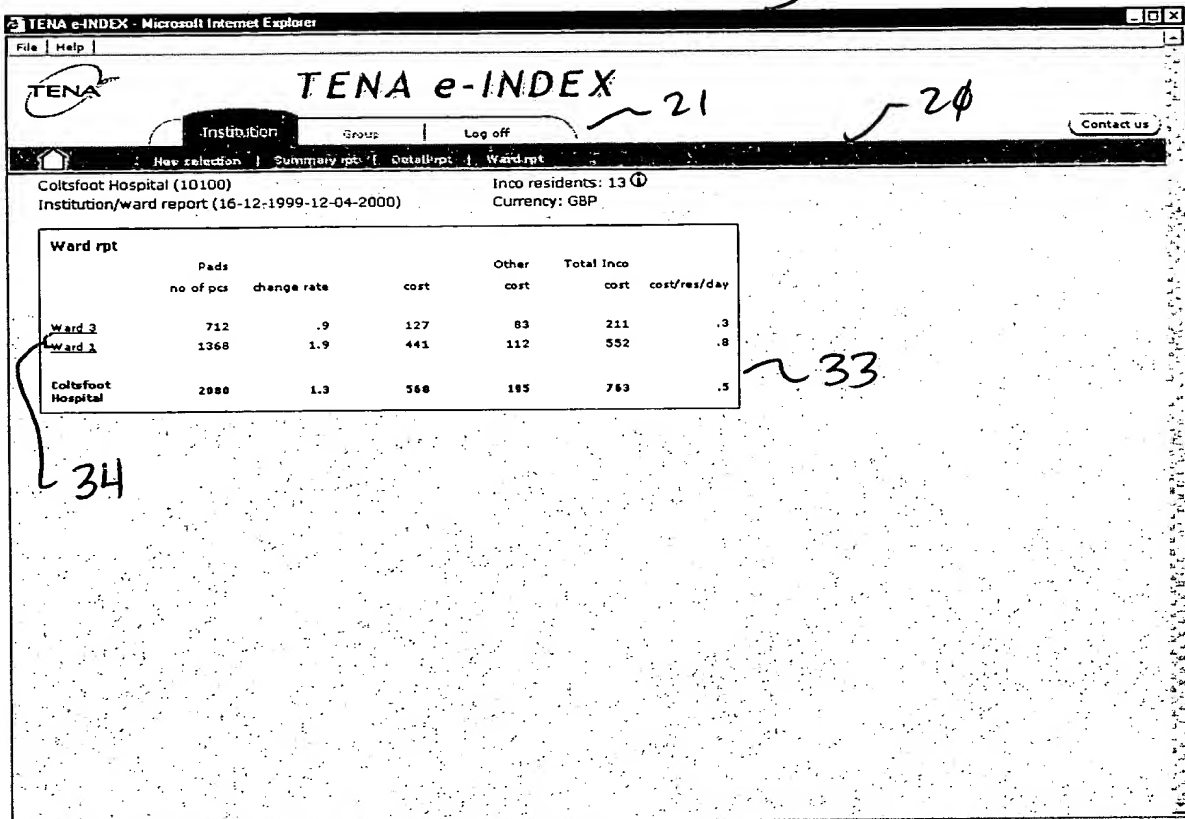 TENA e-INDEX - Microsoft Internet Explorer
File | Help |
TENA
TENA e-INDEX
21
20
Institution Group | Log off
Contact us
New selection | Summary rpt | Detail rpt | Ward rpt
Coltsfoot Hospital (10100) Inco residents: 13
Institution/ward report (16-12-1999-12-04-2000) Currency: GBP
Ward rpt
Pads Other Total Inco
no of pcs change rate cost cost cost cost/res/day
Ward 3 712 .9 127 83 211 .3
Ward 1 1368 1.9 441 112 552 .8
33
Coltsfoot
Hospital 2080 1.3 568 195 763 .5
34